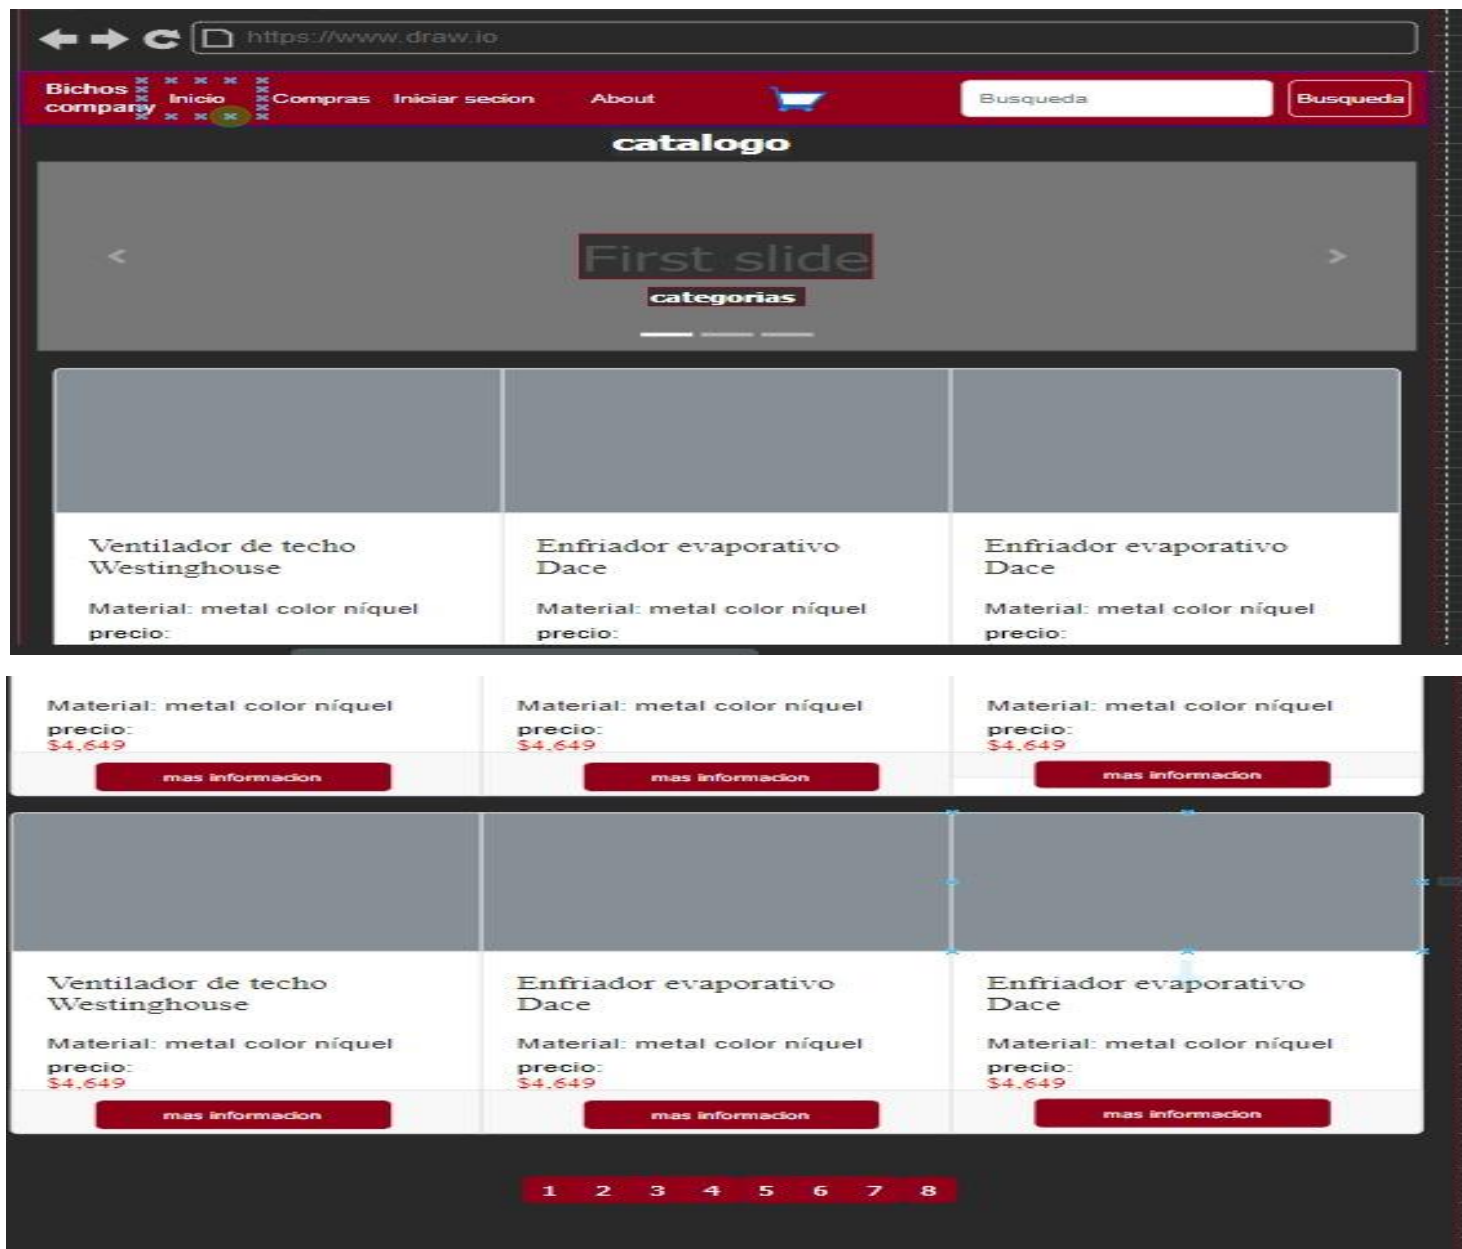 https://www.draw.io
Bichos company Inicio Compras Iniciar secion About Busqueda Busqueda
catalogo
< First slide >
categorias
Ventilador de techo Westinghouse
Enfriador evaporativo Dace
Enfriador evaporativo Dace
Material: metal color níquel
Material: metal color níquel
Material: metal color níquel
precio:
precio:
precio:
Material: metal color níquel
Material: metal color níquel
Material: metal color níquel
precio:
precio:
precio:
$4,649
$4,649
$4,649
mas informacion
mas informacion
mas informacion
Ventilador de techo Westinghouse
Enfriador evaporativo Dace
Enfriador evaporativo Dace
Material: metal color níquel
Material: metal color níquel
Material: metal color níquel
precio:
precio:
precio:
$4,649
$4,649
$4,649
mas informacion
mas informacion
mas informacion
1 2 3 4 5 6 7 8